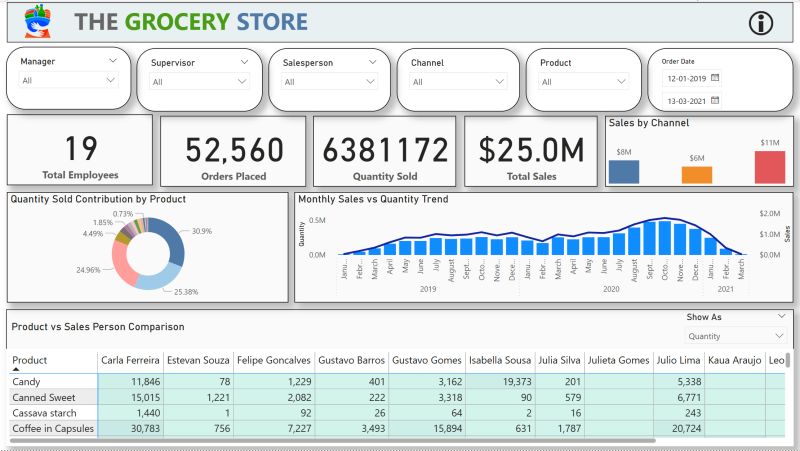 THE GROCERY STORE
Manager
Supervisor
Salesperson
Channel
Product
Order Date
All
All
All
All
All
12-01-2019
13-03-2021
19
Total Employees
52,560
Orders Placed
6381172
Quantity Sold
$25.0M
Total Sales
Sales by Channel
$8M
$6M
$11M
Quantity Sold Contribution by Product
0.73%
1.85%
4.49%
24.96%
30.9%
25.38%
Monthly Sales vs Quantity Trend
Quantity
0.5M
0.0M
$2.0M
$1.0M
$0.0M
Sales
Janu... Febr... March April May June July August Sept... Octo... Nove... Dece... Janu... Febr... March April May June July August Sept... Octo... Nove... Dece... Janu... Febr... March
2019 2020 2021
Product vs Sales Person Comparison
Show As
Quantity
Product Carla Ferreira Estevan Souza Felipe Goncalves Gustavo Barros Gustavo Gomes Isabella Sousa Julia Silva Julieta Gomes Julio Lima Kaua Araujo Leo
Candy 11,846 78 1,229 401 3,162 19,373 201 5,338
Canned Sweet 15,015 1,221 2,082 222 3,318 90 579 6,771
Cassava starch 1,440 1 92 26 64 2 16 243
Coffee in Capsules 30,783 756 7,227 3,493 15,894 631 1,787 20,724